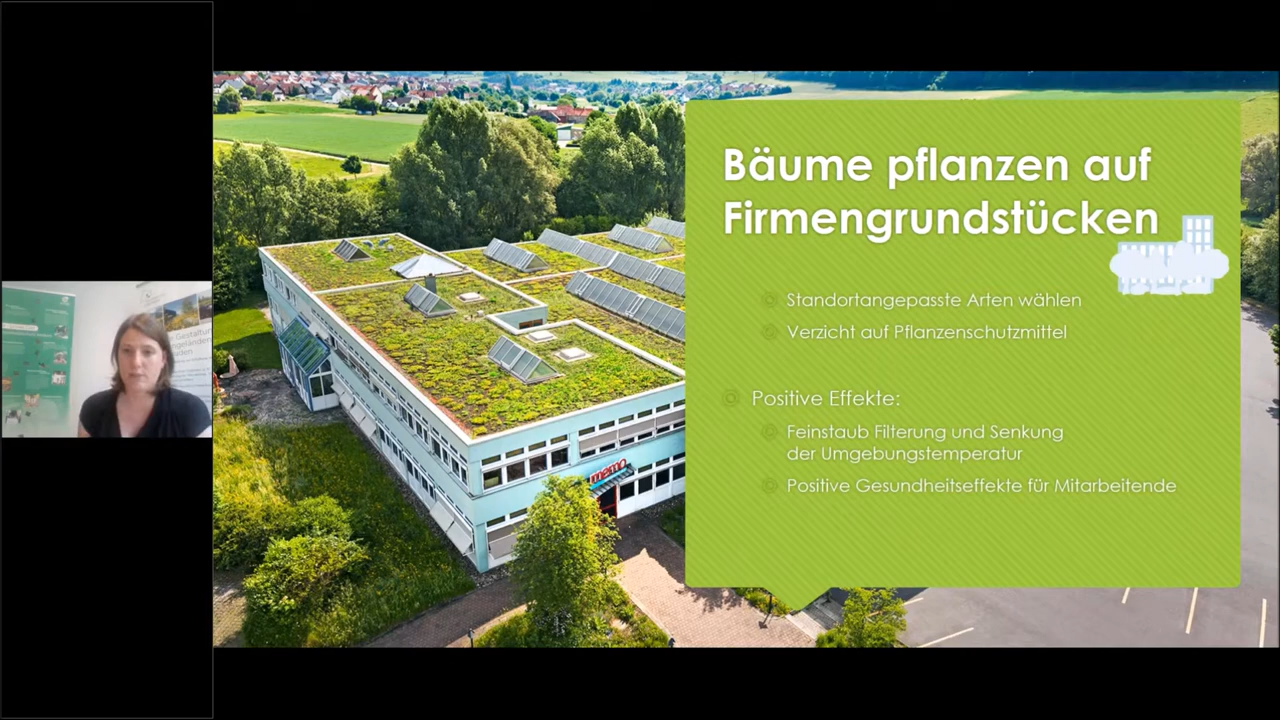 Bäume pflanzen auf
Firmengrundstücken
Standortangepasste Arten wählen
Verzicht auf Pflanzenschutzmittel
Positive Effekte:
Feinstaub Filterung und Senkung
der Umgebungstemperatur
Positive Gesundheitseffekte für Mitarbeitende
memo
Gestaltung